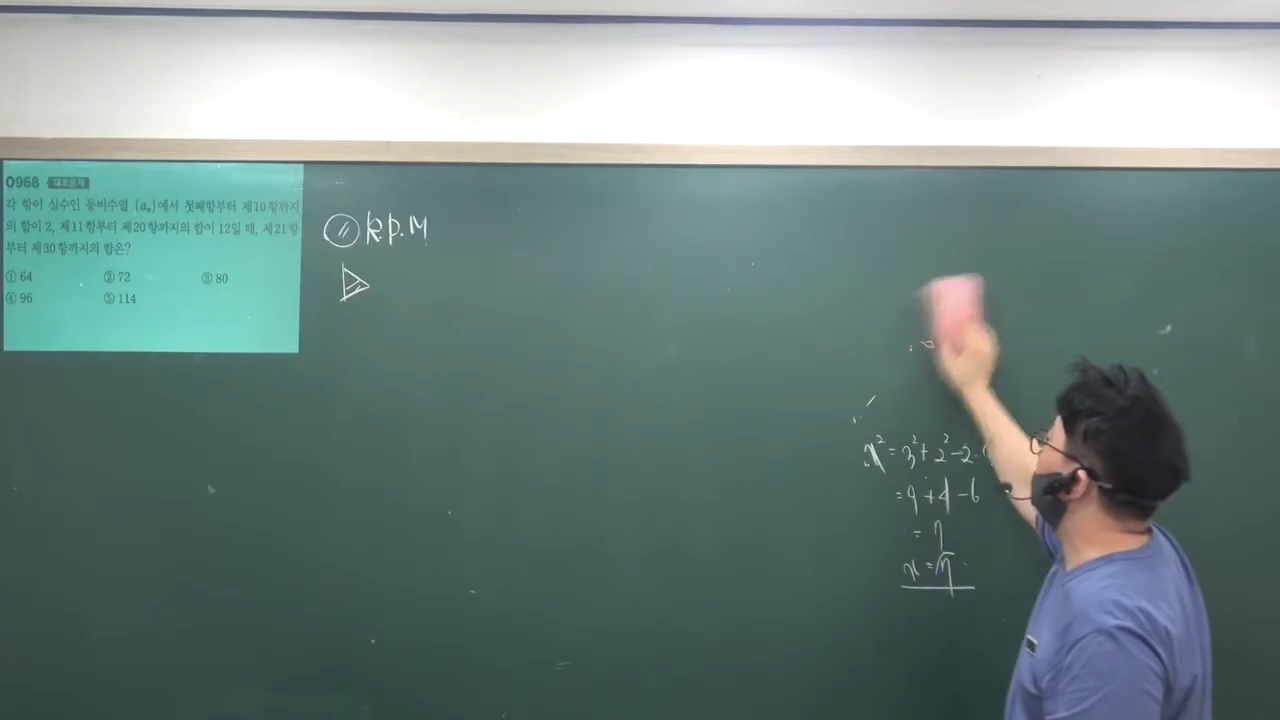 0968 대표문제
각 항이 실수인 등비수열 {aₙ}에서 첫째항부터 제10항까지
의 합이 2, 제11항부터 제20항까지의 합이 12일 때, 제21항
부터 제30항까지의 합은?
① 64 ② 72 ③ 80
④ 96 ⑤ 114
R.P.M
x²=3²+2²-2·
=9+4-6
=7
x=√7